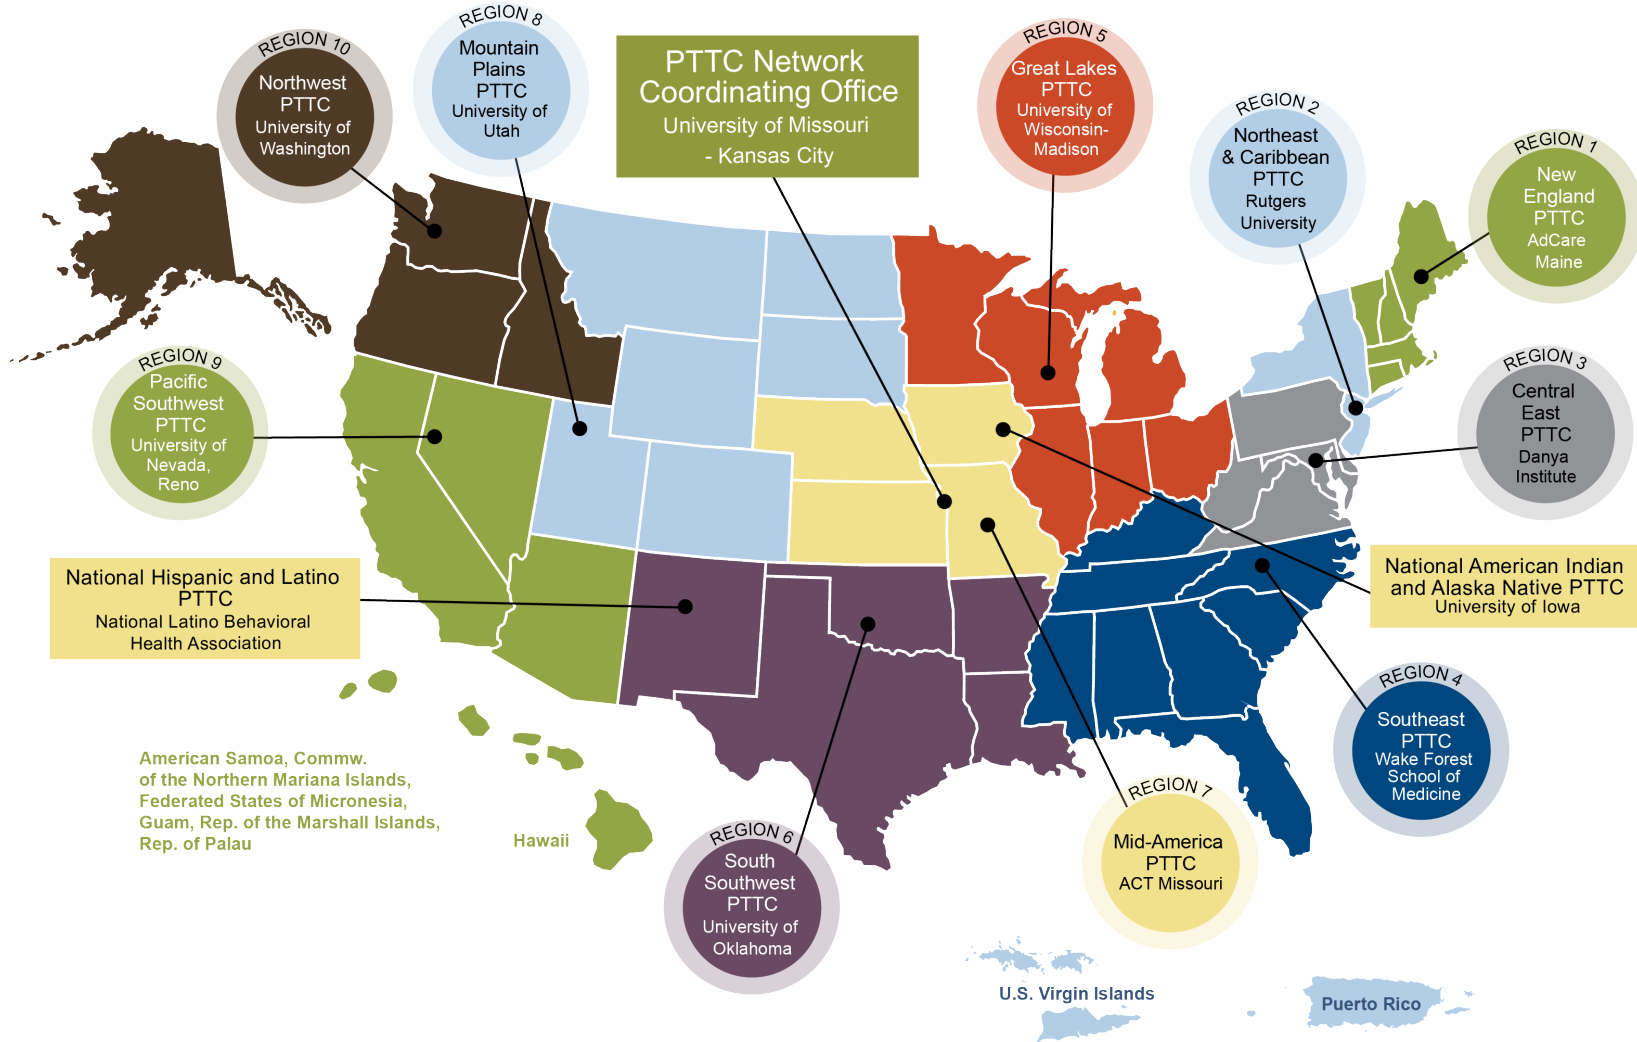 REGION 10
Northwest
PTTC
University of
Washington
REGION 8
Mountain
Plains
PTTC
University of
Utah
PTTC Network
Coordinating Office
University of Missouri
- Kansas City
REGION 5
Great Lakes
PTTC
University of
Wisconsin-
Madison
REGION 2
Northeast
& Caribbean
PTTC
Rutgers
University
REGION 1
New
England
PTTC
AdCare
Maine
REGION 9
Pacific
Southwest
PTTC
University of
Nevada,
Reno
REGION 3
Central
East
PTTC
Danya
Institute
National Hispanic and Latino
PTTC
National Latino Behavioral
Health Association
National American Indian
and Alaska Native PTTC
University of Iowa
REGION 4
Southeast
PTTC
Wake Forest
School of
Medicine
American Samoa, Commw.
of the Northern Mariana Islands,
Federated States of Micronesia,
Guam, Rep. of the Marshall Islands,
Rep. of Palau
Hawaii
REGION 6
South
Southwest
PTTC
University of
Oklahoma
REGION 7
Mid-America
PTTC
ACT Missouri
U.S. Virgin Islands
Puerto Rico